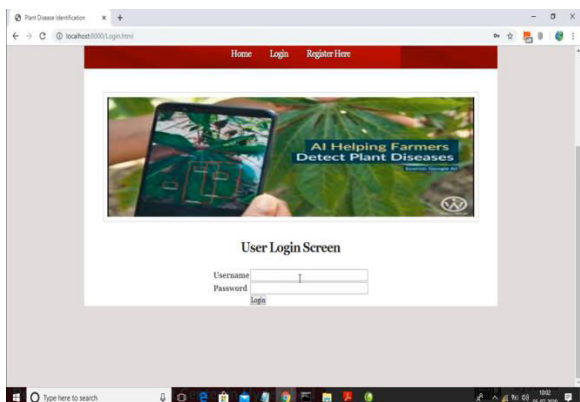 Plant Disease Identification
localhost:8000/Login.html
Home Login Register Here
AI Helping Farmers
Detect Plant Diseases
User Login Screen
Username
Password
Login
Type here to search
1802